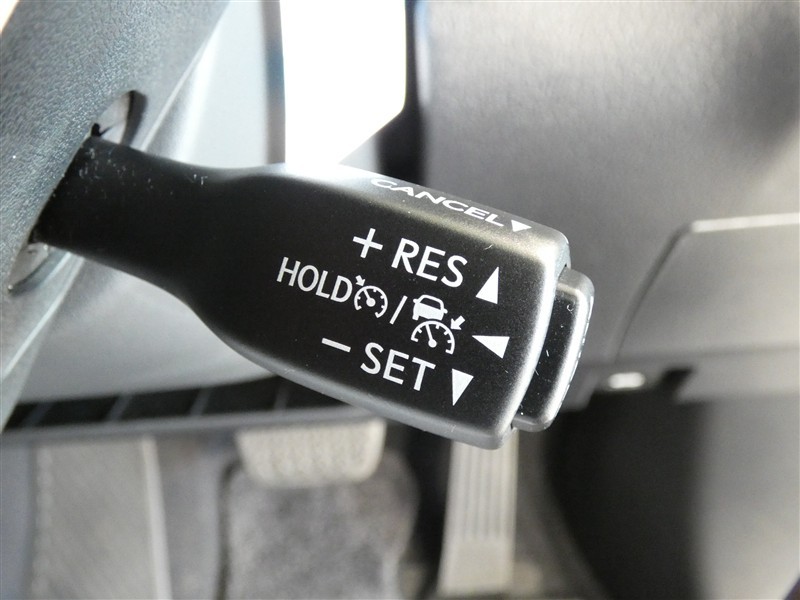 CANCEL
+ RES
HOLD /
− SET